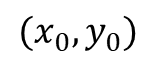 (x₀, y₀)